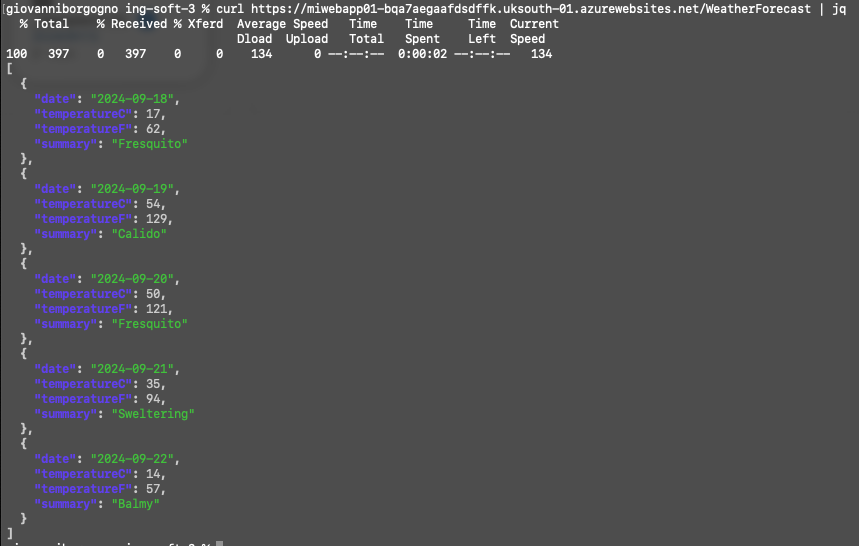 giovanniborgogno ing-soft-3 % curl https://miwebapp01-bqa7aegaafdsdffk.uksouth-01.azurewebsites.net/WeatherForecast | jq
  % Total    % Received % Xferd  Average Speed   Time    Time     Time  Current
                                 Dload  Upload   Total   Spent    Left  Speed
100   397    0   397    0     0    134      0 --:--:--  0:00:02 --:--:--   134
[
  {
    "date": "2024-09-18",
    "temperatureC": 17,
    "temperatureF": 62,
    "summary": "Fresquito"
  },
  {
    "date": "2024-09-19",
    "temperatureC": 54,
    "temperatureF": 129,
    "summary": "Calido"
  },
  {
    "date": "2024-09-20",
    "temperatureC": 50,
    "temperatureF": 121,
    "summary": "Fresquito"
  },
  {
    "date": "2024-09-21",
    "temperatureC": 35,
    "temperatureF": 94,
    "summary": "Sweltering"
  },
  {
    "date": "2024-09-22",
    "temperatureC": 14,
    "temperatureF": 57,
    "summary": "Balmy"
  }
]